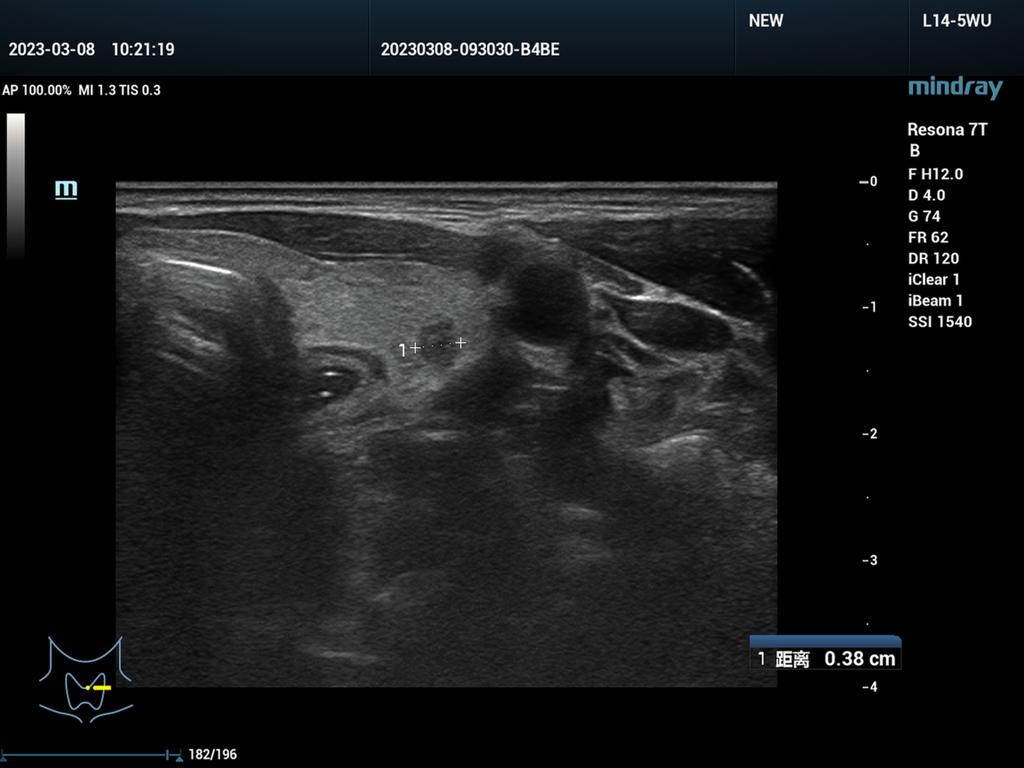 NEW
L14-5WU
2023-03-08 10:21:19
20230308-093030-B4BE
AP 100.00% MI 1.3 TIS 0.3
mindray
Resona 7T
B
F H12.0
D 4.0
G 74
FR 62
DR 120
iClear 1
iBeam 1
SSI 1540
m
0
1
2
3
4
1
1 距离 0.38 cm
182/196